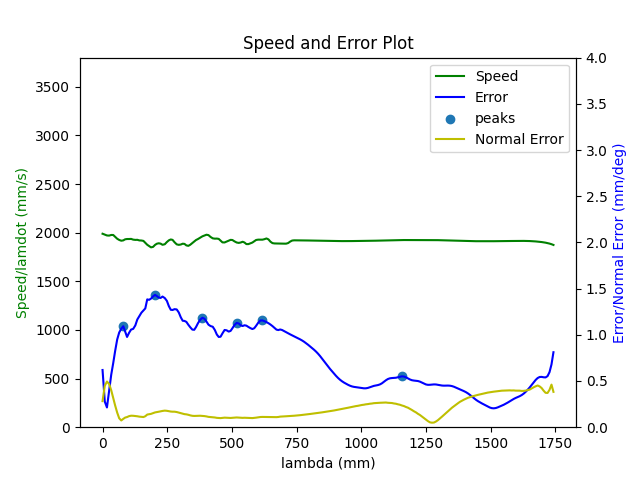 Speed and Error Plot
Speed
Error
peaks
Normal Error
Speed/lamdot (mm/s)
3500
3000
2500
2000
1500
1000
500
0
4.0
3.5
3.0
2.5
2.0
1.5
1.0
0.5
0.0
Error/Normal Error (mm/deg)
0 250 500 750 1000 1250 1500 1750
lambda (mm)